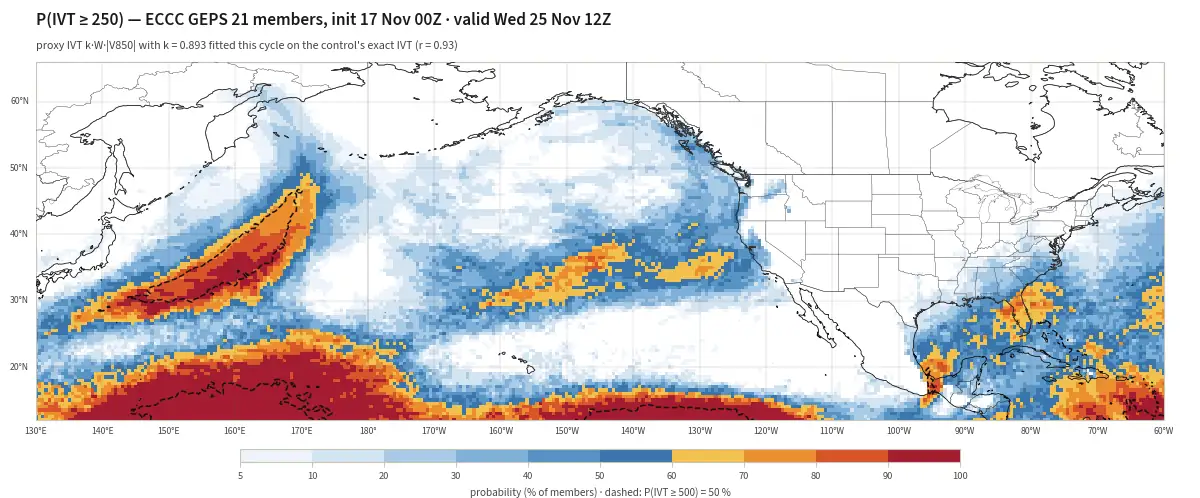 P(IVT ≥ 250) — ECCC GEPS 21 members, init 17 Nov 00Z · valid Wed 25 Nov 12Z
proxy IVT k·W·|V850| with k = 0.893 fitted this cycle on the control's exact IVT (r = 0.93)
60°N
50°N
40°N
30°N
20°N
130°E 140°E 150°E 160°E 170°E 180° 170°W 160°W 150°W 140°W 130°W 120°W 110°W 100°W 90°W 80°W 70°W 60°W
5 10 20 30 40 50 60 70 80 90 100
probability (% of members) · dashed: P(IVT ≥ 500) = 50 %